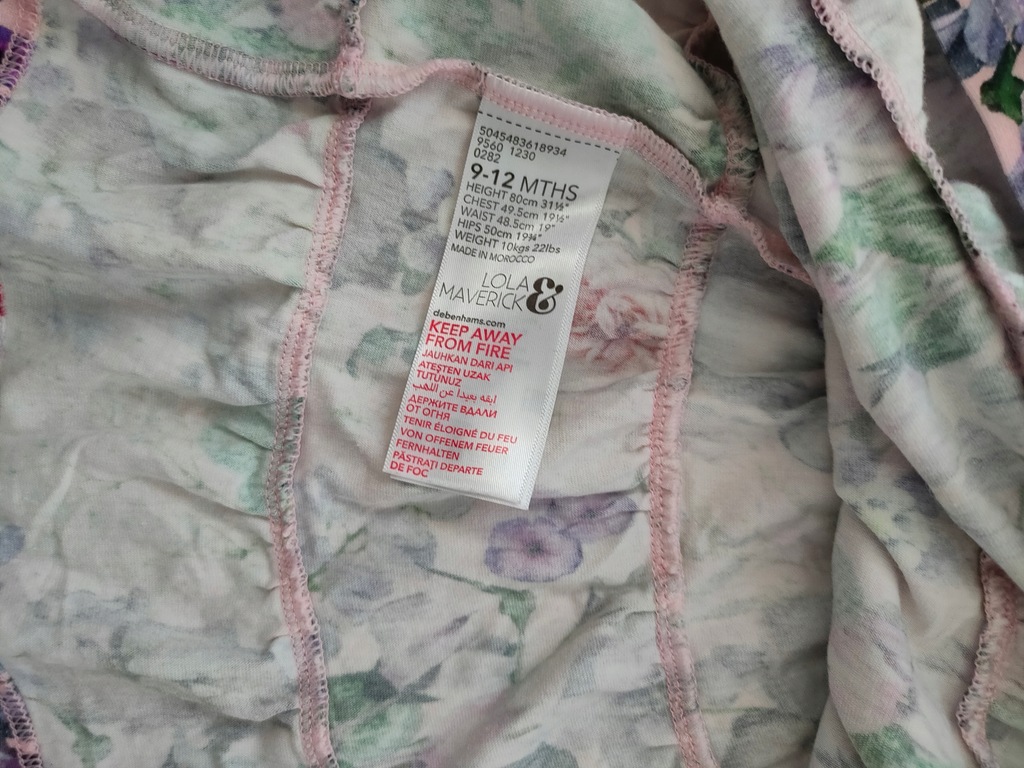 5045483618934
9560 1230
0282
9-12 MTHS
HEIGHT 80cm 31½"
CHEST 49.5cm 19½"
WAIST 48.5cm 19"
HIPS 50cm 19¾"
WEIGHT 10kgs 22lbs
MADE IN MOROCCO
LOLA
MAVERICK &
debenhams.com
KEEP AWAY
FROM FIRE
JAUHKAN DARI API
ATEŞTEN UZAK
TUTUNUZ
ابقه بعيدا عن اللهب
ДЕРЖИТЕ ВДАЛИ
ОТ ОГНЯ
TENIR ÉLOIGNÉ DU FEU
VON OFFENEM FEUER
FERNHALTEN
PĂSTRAȚI DEPARTE
DE FOC